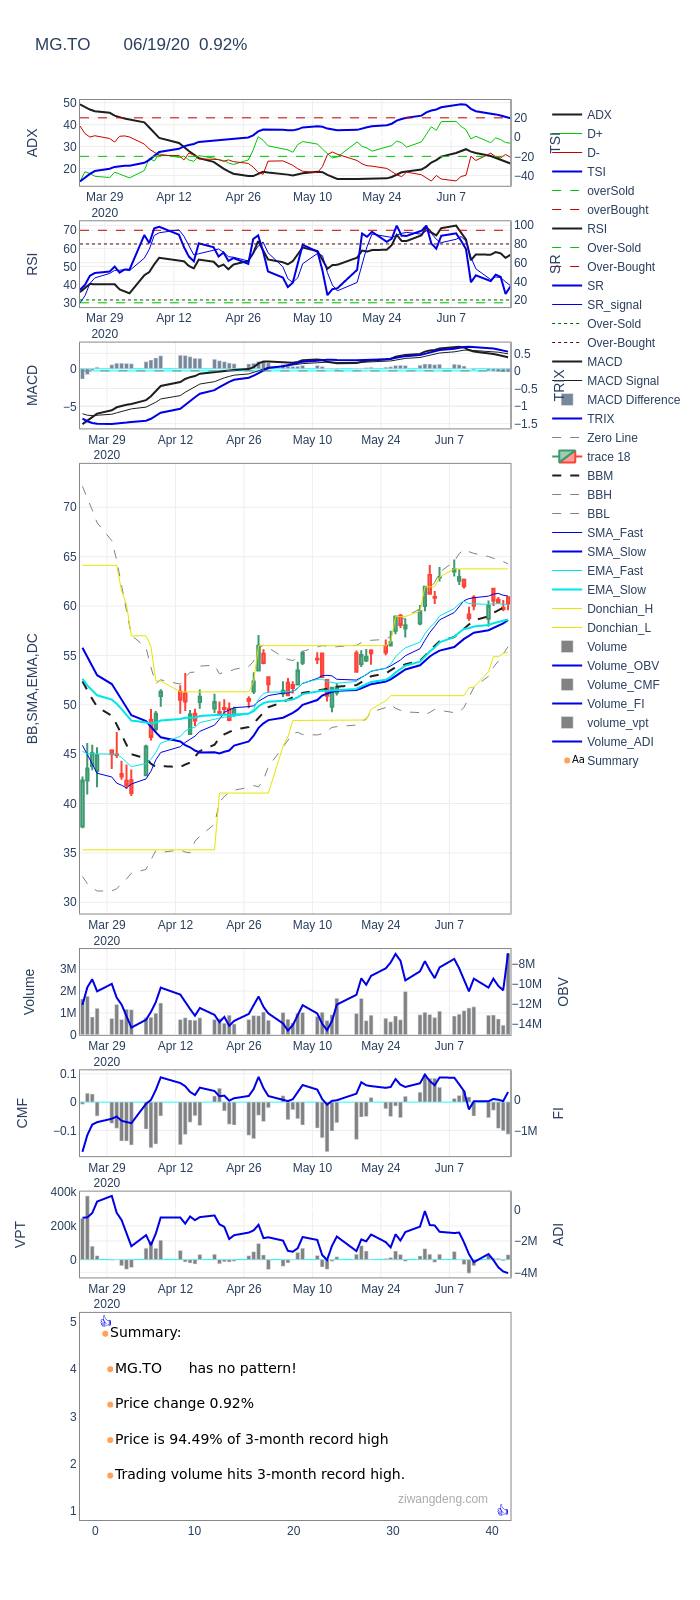 MG.TO 06/19/20 0.92%
50
40
30
20
ADX
20
0
−20
−40
TSI
Mar 29 Apr 12 Apr 26 May 10 May 24 Jun 7
2020
70
60
50
40
30
RSI
100
80
60
40
20
SR
Mar 29 Apr 12 Apr 26 May 10 May 24 Jun 7
2020
0
−5
MACD
0.5
0
−0.5
−1
−1.5
TRIX
Mar 29 Apr 12 Apr 26 May 10 May 24 Jun 7
2020
70
65
60
55
50
45
40
35
30
BB,SMA,EMA,DC
Mar 29 Apr 12 Apr 26 May 10 May 24 Jun 7
2020
3M
2M
1M
0
Volume
−8M
−10M
−12M
−14M
OBV
Mar 29 Apr 12 Apr 26 May 10 May 24 Jun 7
2020
0.1
0
−0.1
CMF
0
−1M
FI
Mar 29 Apr 12 Apr 26 May 10 May 24 Jun 7
2020
400k
200k
0
VPT
0
−2M
−4M
ADI
Mar 29 Apr 12 Apr 26 May 10 May 24 Jun 7
2020
5
4
3
2
1
👍
Summary:
MG.TO has no pattern!
Price change 0.92%
Price is 94.49% of 3-month record high
Trading volume hits 3-month record high.
ziwangdeng.com
👍
0 10 20 30 40
ADX
D+
D-
TSI
overSold
overBought
RSI
Over-Sold
Over-Bought
SR
SR_signal
Over-Sold
Over-Bought
MACD
MACD Signal
MACD Difference
TRIX
Zero Line
trace 18
BBM
BBH
BBL
SMA_Fast
SMA_Slow
EMA_Fast
EMA_Slow
Donchian_H
Donchian_L
Volume
Volume_OBV
Volume_CMF
Volume_FI
volume_vpt
Volume_ADI
Aa Summary